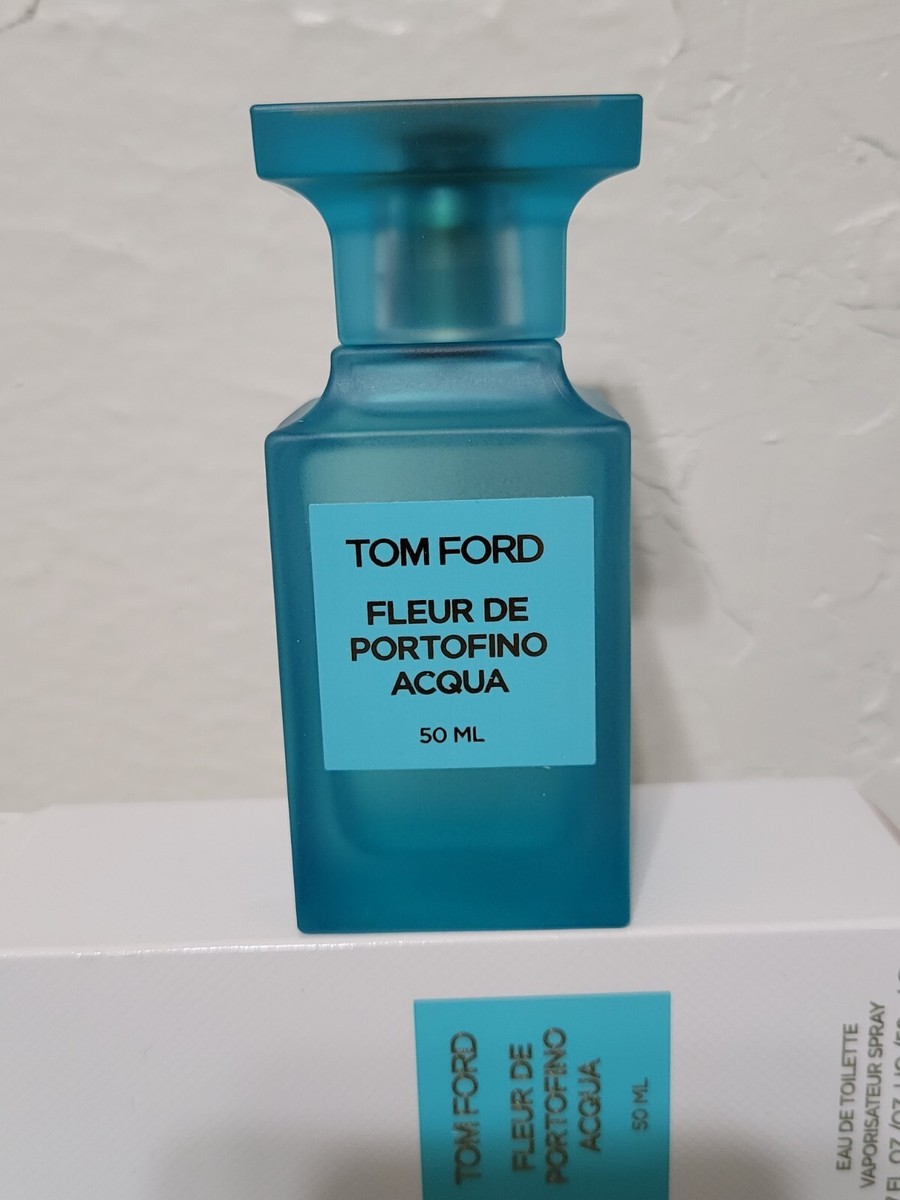 TOM FORD
FLEUR DE
PORTOFINO
ACQUA
50 ML
TOM FORD
FLEUR DE
PORTOFINO
ACQUA
50 ML
EAU DE TOILETTE
VAPORISATEUR SPRAY